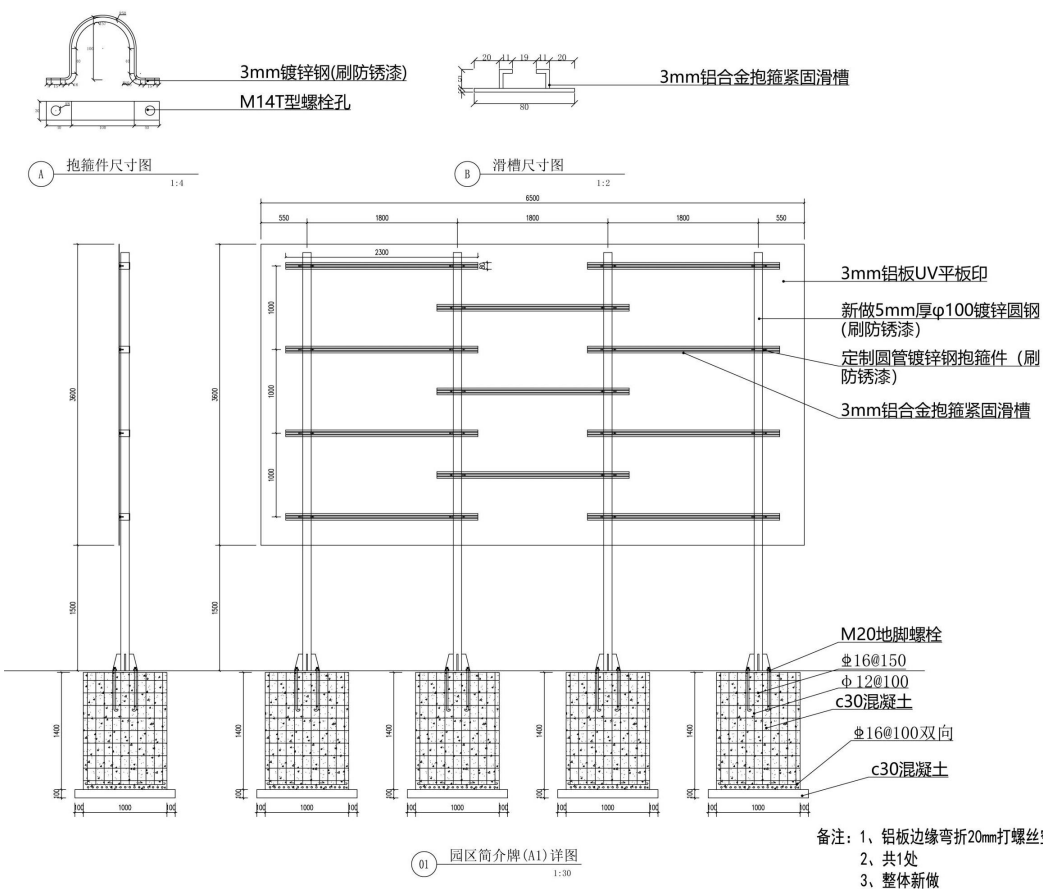 3mm镀锌钢(刷防锈漆)
M14T型螺栓孔
A 抱箍件尺寸图
1:4
20 11 19 11 20
3mm铝合金抱箍紧固滑槽
80
B 滑槽尺寸图
1:2
6500
550 1800 1800 1800 550
2300
80
3mm铝板UV平板印
新做5mm厚φ100镀锌圆钢
(刷防锈漆)
定制圆管镀锌钢抱箍件（刷
防锈漆）
3mm铝合金抱箍紧固滑槽
1000
1000
1000
3600
3600
1500
1500
M20地脚螺栓
Φ16@150
Φ12@100
c30混凝土
Φ16@100双向
c30混凝土
1400 1400 1400 1400 1400
100 100 100 100 100
100 1000 100 100 1000 100 100 1000 100 100 1000 100 100 1000 100
01 园区简介牌(A1)详图
1:30
备注：1、铝板边缘弯折20mm打螺丝
2、共1处
3、整体新做